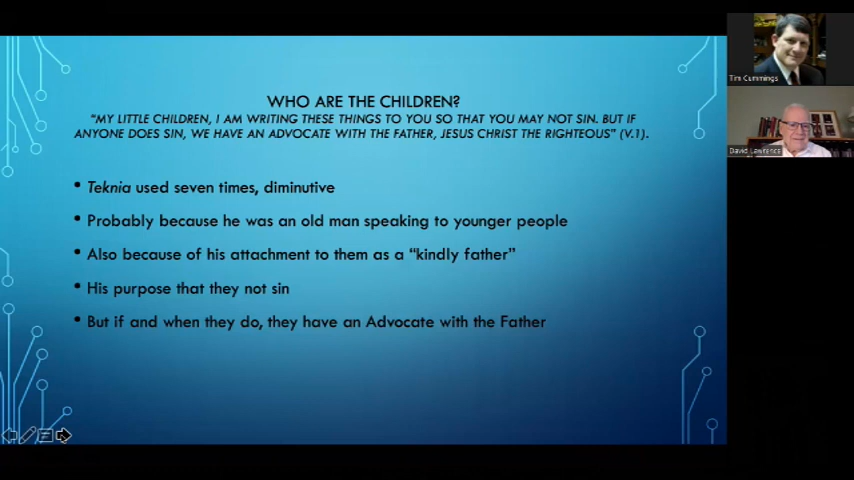 WHO ARE THE CHILDREN?
"MY LITTLE CHILDREN, I AM WRITING THESE THINGS TO YOU SO THAT YOU MAY NOT SIN. BUT IF
ANYONE DOES SIN, WE HAVE AN ADVOCATE WITH THE FATHER, JESUS CHRIST THE RIGHTEOUS" (V.1).
• Teknia used seven times, diminutive
• Probably because he was an old man speaking to younger people
• Also because of his attachment to them as a "kindly father"
• His purpose that they not sin
• But if and when they do, they have an Advocate with the Father
Tim Cummings
David Lawrence